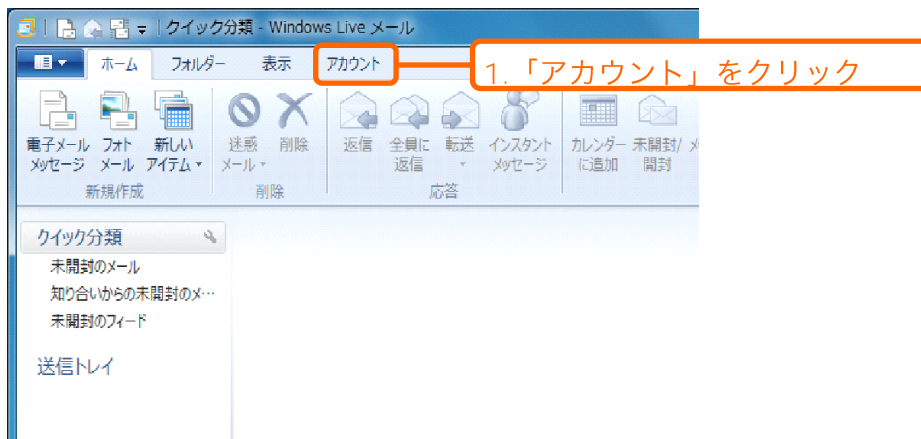 クイック分類 - Windows Live メール
ホーム フォルダー 表示 アカウント
1.「アカウント」をクリック
電子メール メッセージ
フォト メール
新しい アイテム
迷惑 メール
削除
返信
全員に 返信
転送
インスタント メッセージ
カレンダー に追加
未開封/ 開封
新規作成
削除
応答
クイック分類
未開封のメール
知り合いからの未開封のメ…
未開封のフィード
送信トレイ